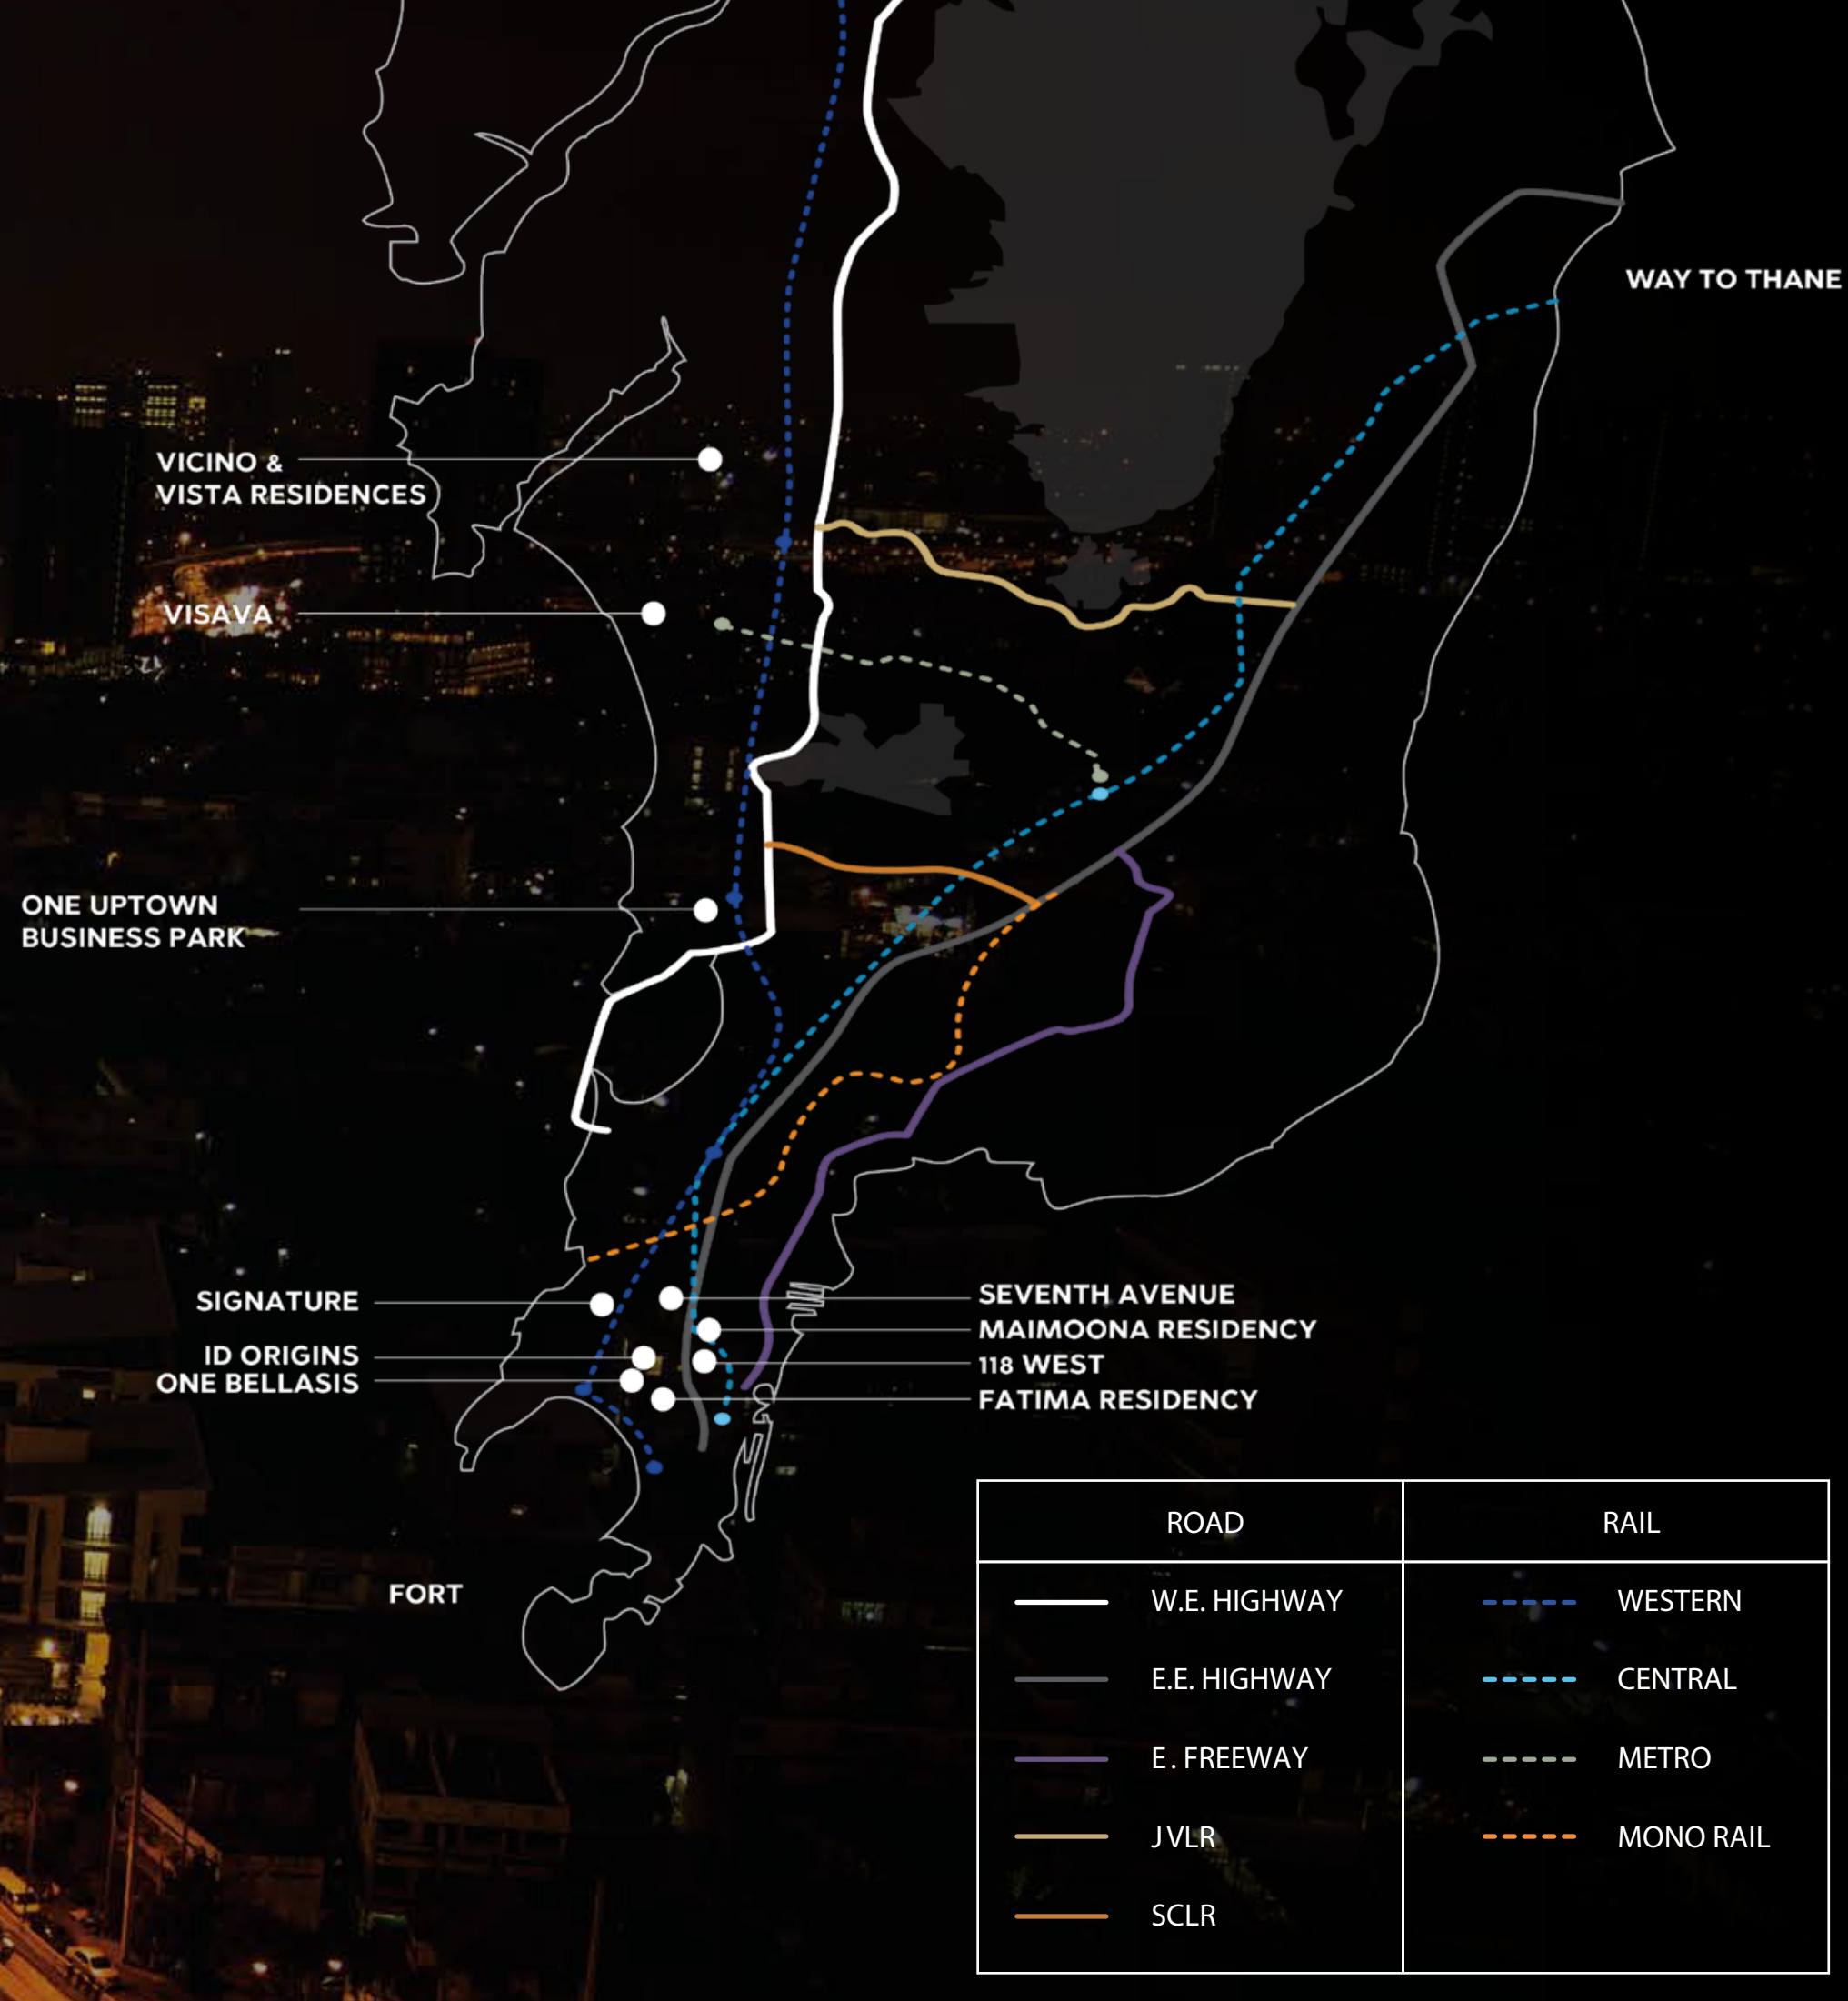 WAY TO THANE
VICINO &
VISTA RESIDENCES
VISAVA
ONE UPTOWN
BUSINESS PARK
SIGNATURE
ID ORIGINS
ONE BELLASIS
SEVENTH AVENUE
MAIMOONA RESIDENCY
118 WEST
FATIMA RESIDENCY
FORT
ROAD
RAIL
W.E. HIGHWAY
WESTERN
E.E. HIGHWAY
CENTRAL
E. FREEWAY
METRO
JVLR
MONO RAIL
SCLR